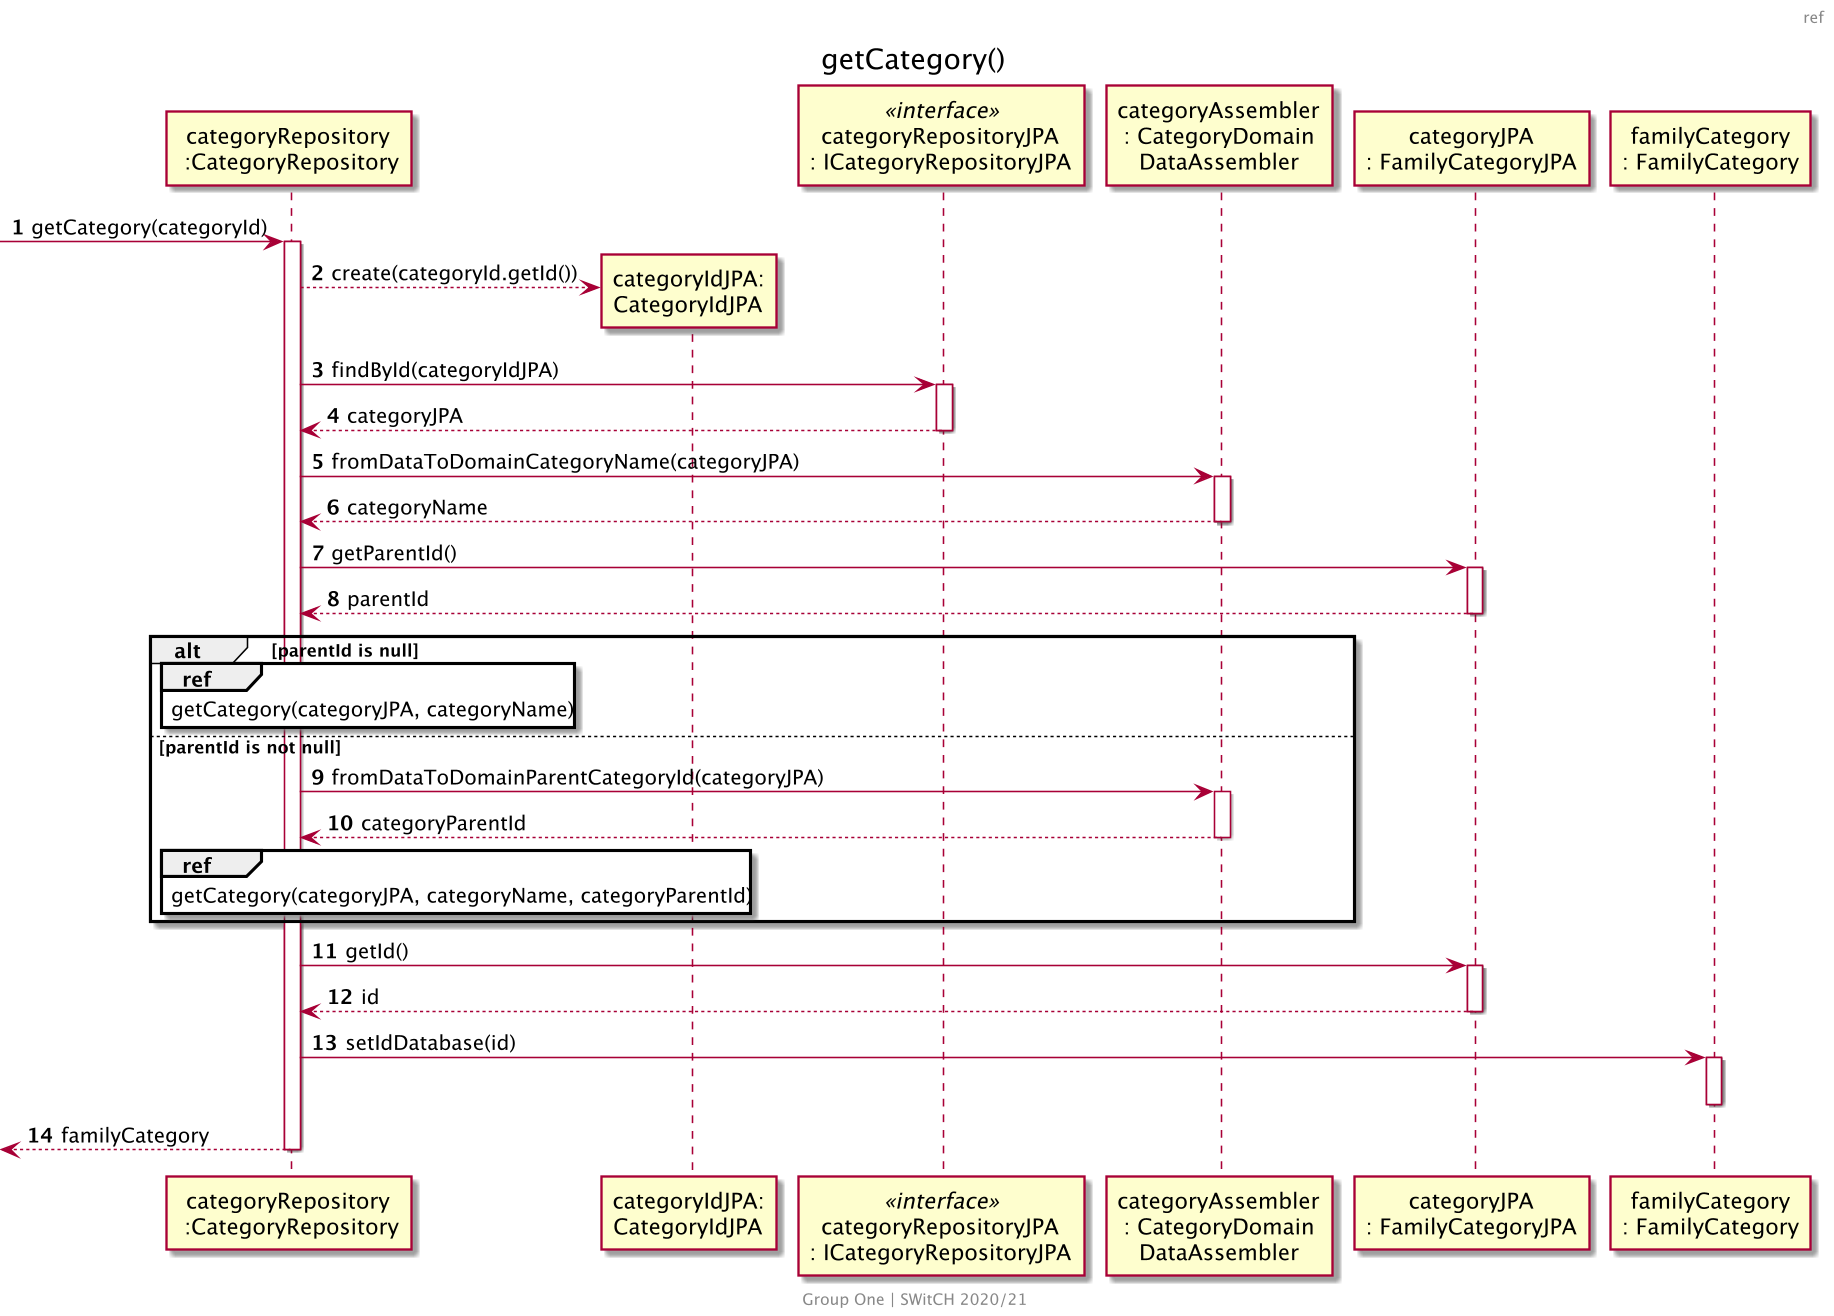 ref
getCategory()
categoryRepository
:CategoryRepository
«interface»
categoryRepositoryJPA
: ICategoryRepositoryJPA
categoryAssembler
: CategoryDomain
DataAssembler
categoryJPA
: FamilyCategoryJPA
familyCategory
: FamilyCategory
1 getCategory(categoryId)
2 create(categoryId.getId())
categoryIdJPA:
CategoryIdJPA
3 findById(categoryIdJPA)
4 categoryJPA
5 fromDataToDomainCategoryName(categoryJPA)
6 categoryName
7 getParentId()
8 parentId
alt [parentId is null]
ref
getCategory(categoryJPA, categoryName)
[parentId is not null]
9 fromDataToDomainParentCategoryId(categoryJPA)
10 categoryParentId
ref
getCategory(categoryJPA, categoryName, categoryParentId)
11 getId()
12 id
13 setIdDatabase(id)
14 familyCategory
categoryRepository
:CategoryRepository
categoryIdJPA:
CategoryIdJPA
«interface»
categoryRepositoryJPA
: ICategoryRepositoryJPA
categoryAssembler
: CategoryDomain
DataAssembler
categoryJPA
: FamilyCategoryJPA
familyCategory
: FamilyCategory
Group One | SWitCH 2020/21